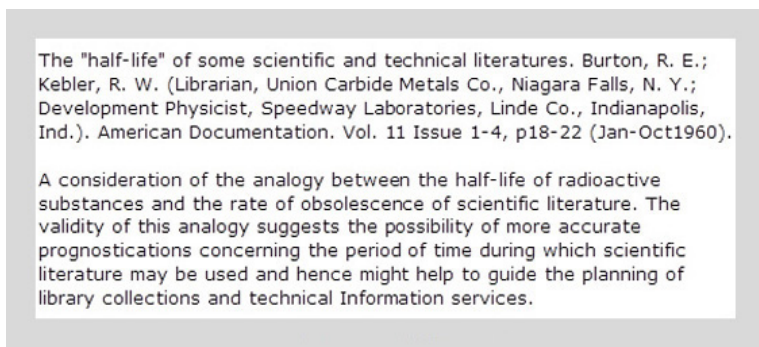 The "half-life" of some scientific and technical literatures. Burton, R. E.;
Kebler, R. W. (Librarian, Union Carbide Metals Co., Niagara Falls, N. Y.;
Development Physicist, Speedway Laboratories, Linde Co., Indianapolis,
Ind.). American Documentation. Vol. 11 Issue 1-4, p18-22 (Jan-Oct1960).
A consideration of the analogy between the half-life of radioactive
substances and the rate of obsolescence of scientific literature. The
validity of this analogy suggests the possibility of more accurate
prognostications concerning the period of time during which scientific
literature may be used and hence might help to guide the planning of
library collections and technical Information services.